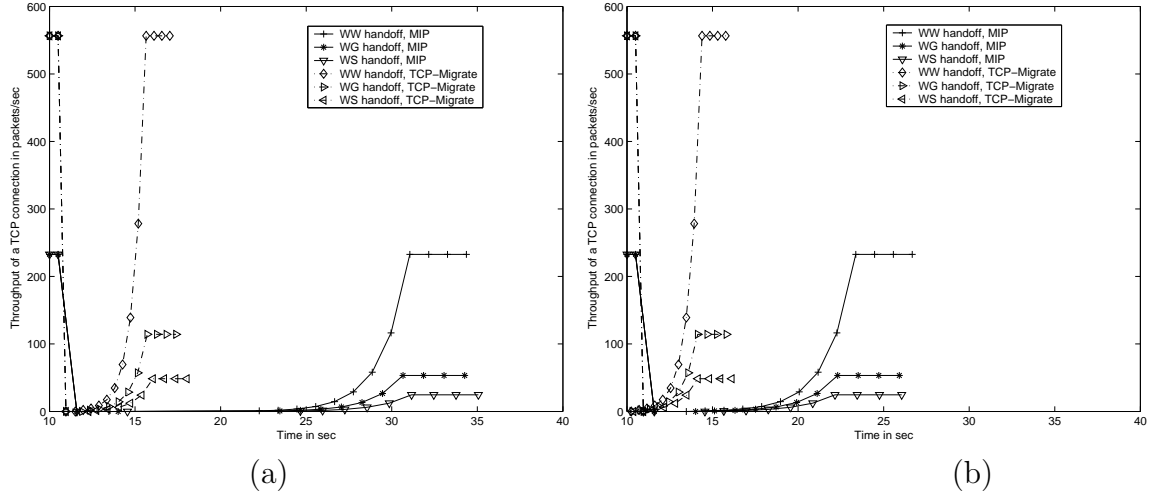 600
500
400
300
200
100
0
Throughput of a TCP connection in packets/sec
WW handoff, MIP
WG handoff, MIP
WS handoff, MIP
WW handoff, TCP−Migrate
WG handoff, TCP−Migrate
WS handoff, TCP−Migrate
10 15 20 25 30 35 40
Time in sec
(a)
600
500
400
300
200
100
0
Throughput of a TCP connection in packets/sec
WW handoff, MIP
WG handoff, MIP
WS handoff, MIP
WW handoff, TCP−Migrate
WG handoff, TCP−Migrate
WS handoff, TCP−Migrate
10 15 20 25 30 35 40
Time in sec
(b)